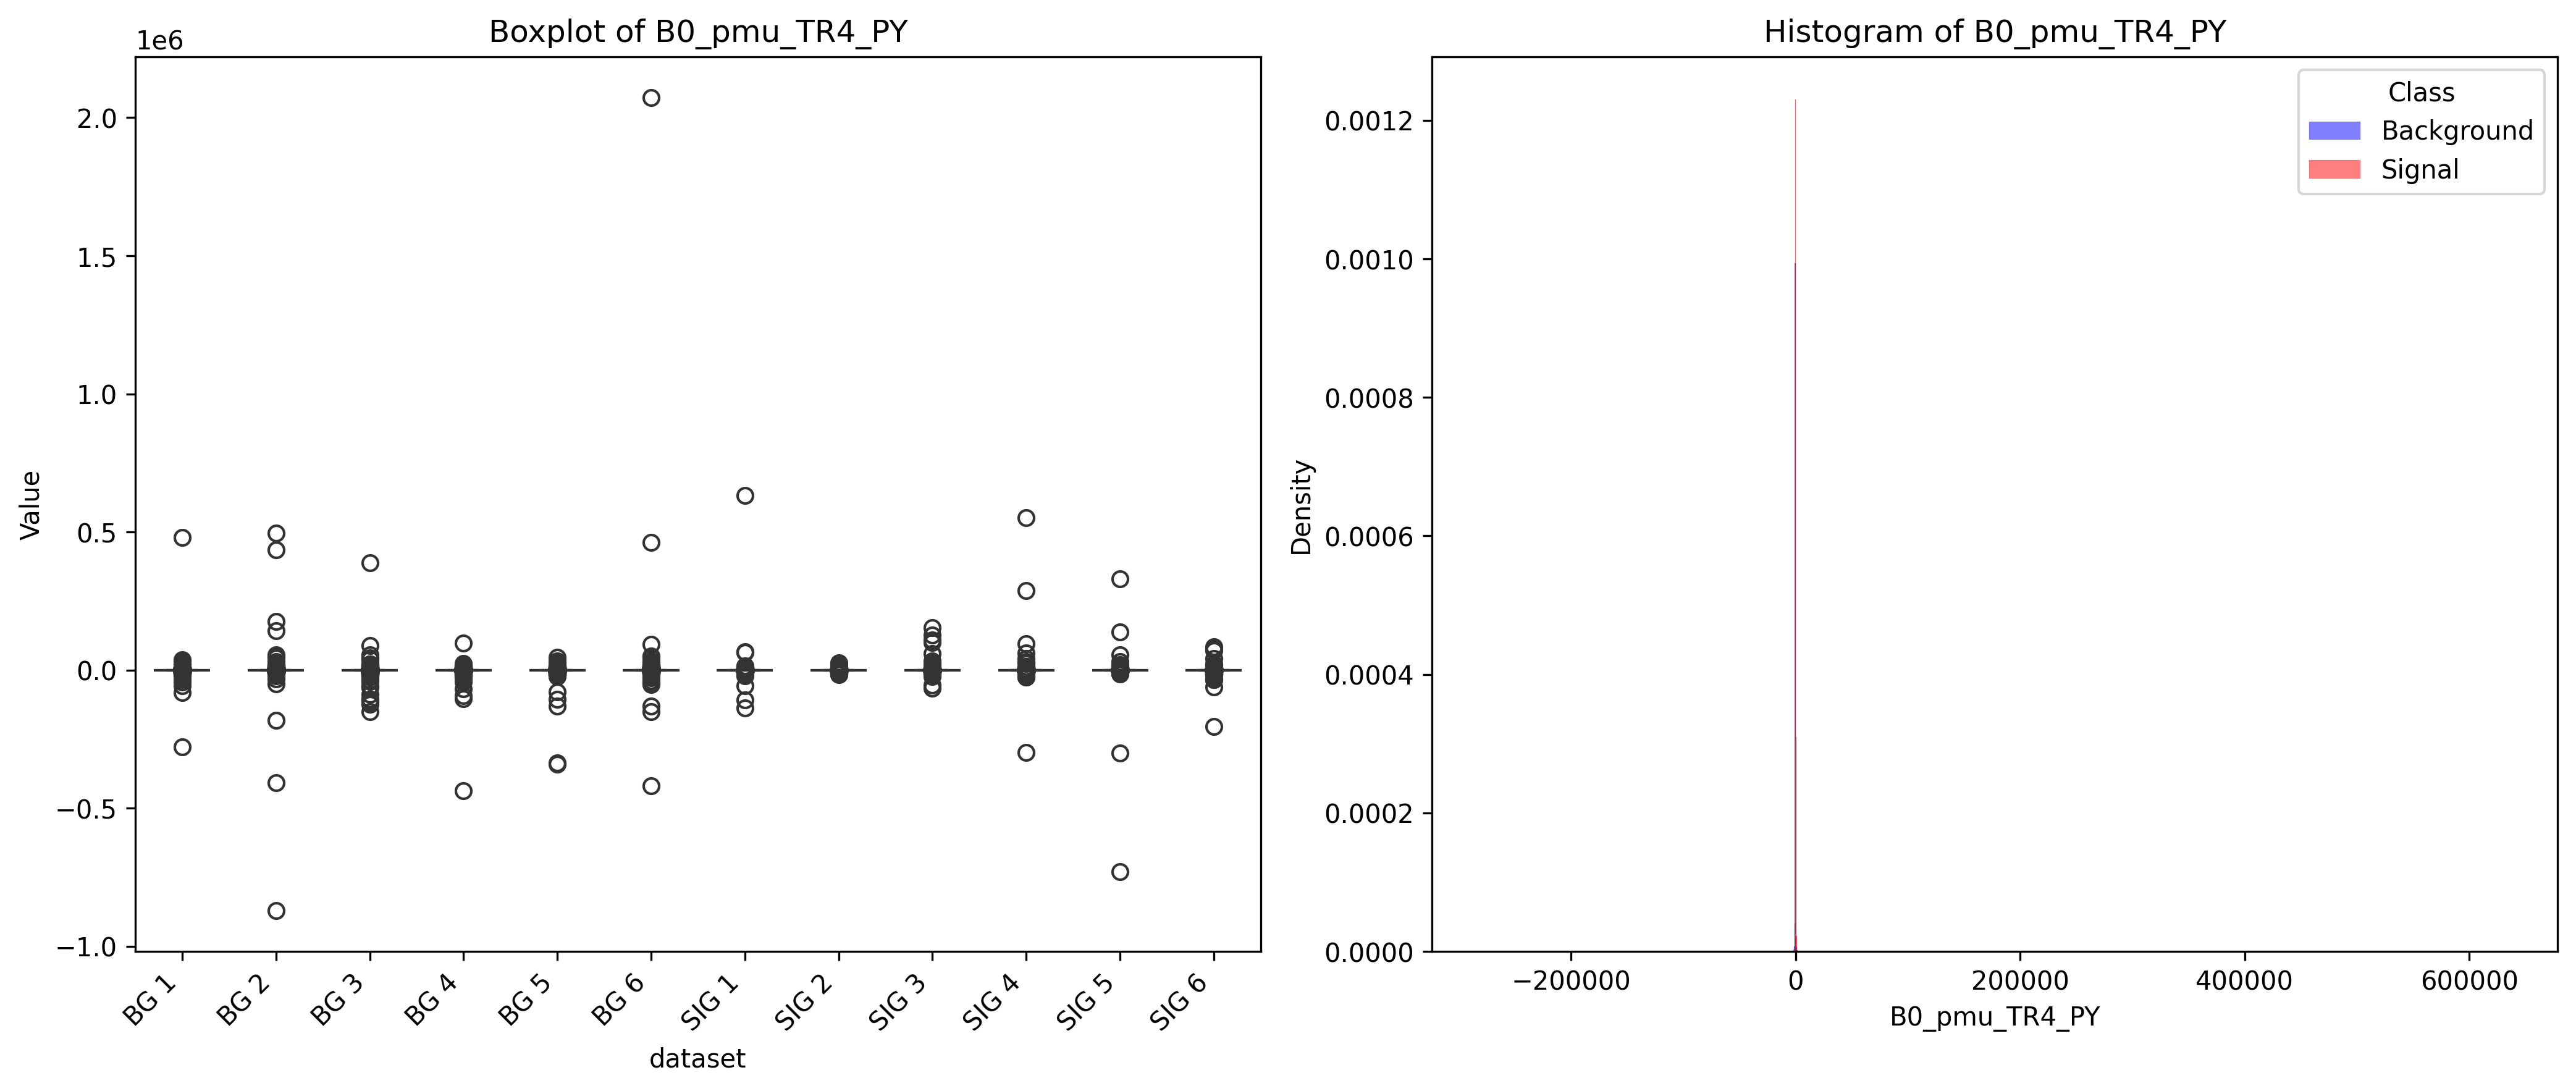 Boxplot of B0_pmu_TR4_PY
1e6
2.0
1.5
1.0
0.5
0.0
−0.5
−1.0
Value
BG 1
BG 2
BG 3
BG 4
BG 5
BG 6
SIG 1
SIG 2
SIG 3
SIG 4
SIG 5
SIG 6
dataset
Histogram of B0_pmu_TR4_PY
Class
Background
Signal
0.0012
0.0010
0.0008
0.0006
0.0004
0.0002
0.0000
Density
−200000 0 200000 400000 600000
B0_pmu_TR4_PY